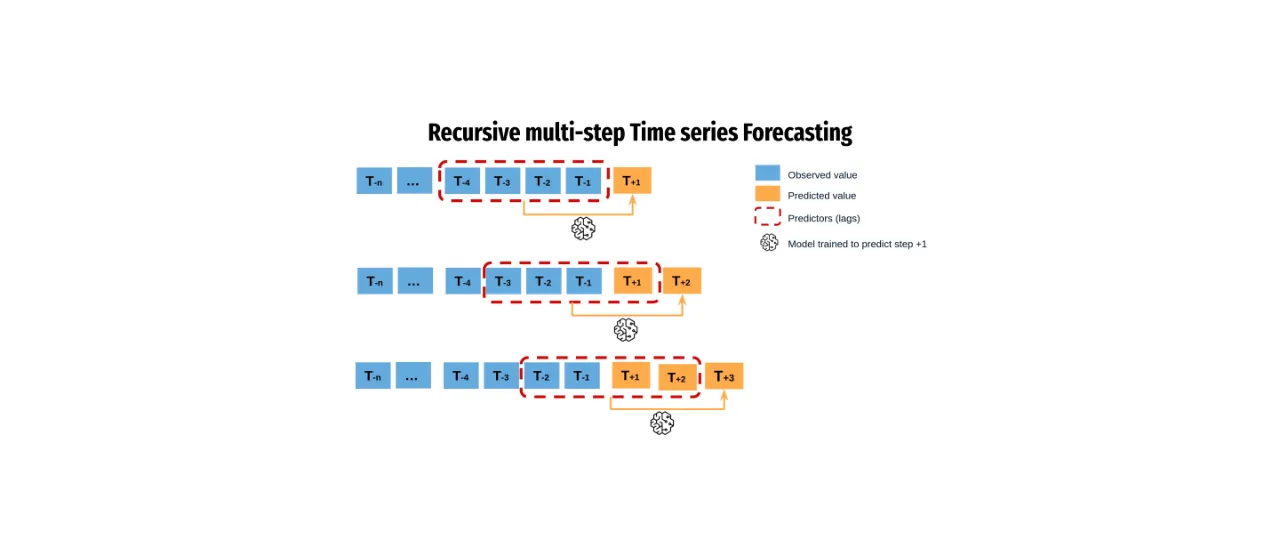 Recursive multi-step Time series Forecasting
T-n ... T-4 T-3 T-2 T-1 T+1
Observed value
Predicted value
Predictors (lags)
Model trained to predict step +1
T-n ... T-4 T-3 T-2 T-1 T+1 T+2
T-n ... T-4 T-3 T-2 T-1 T+1 T+2 T+3